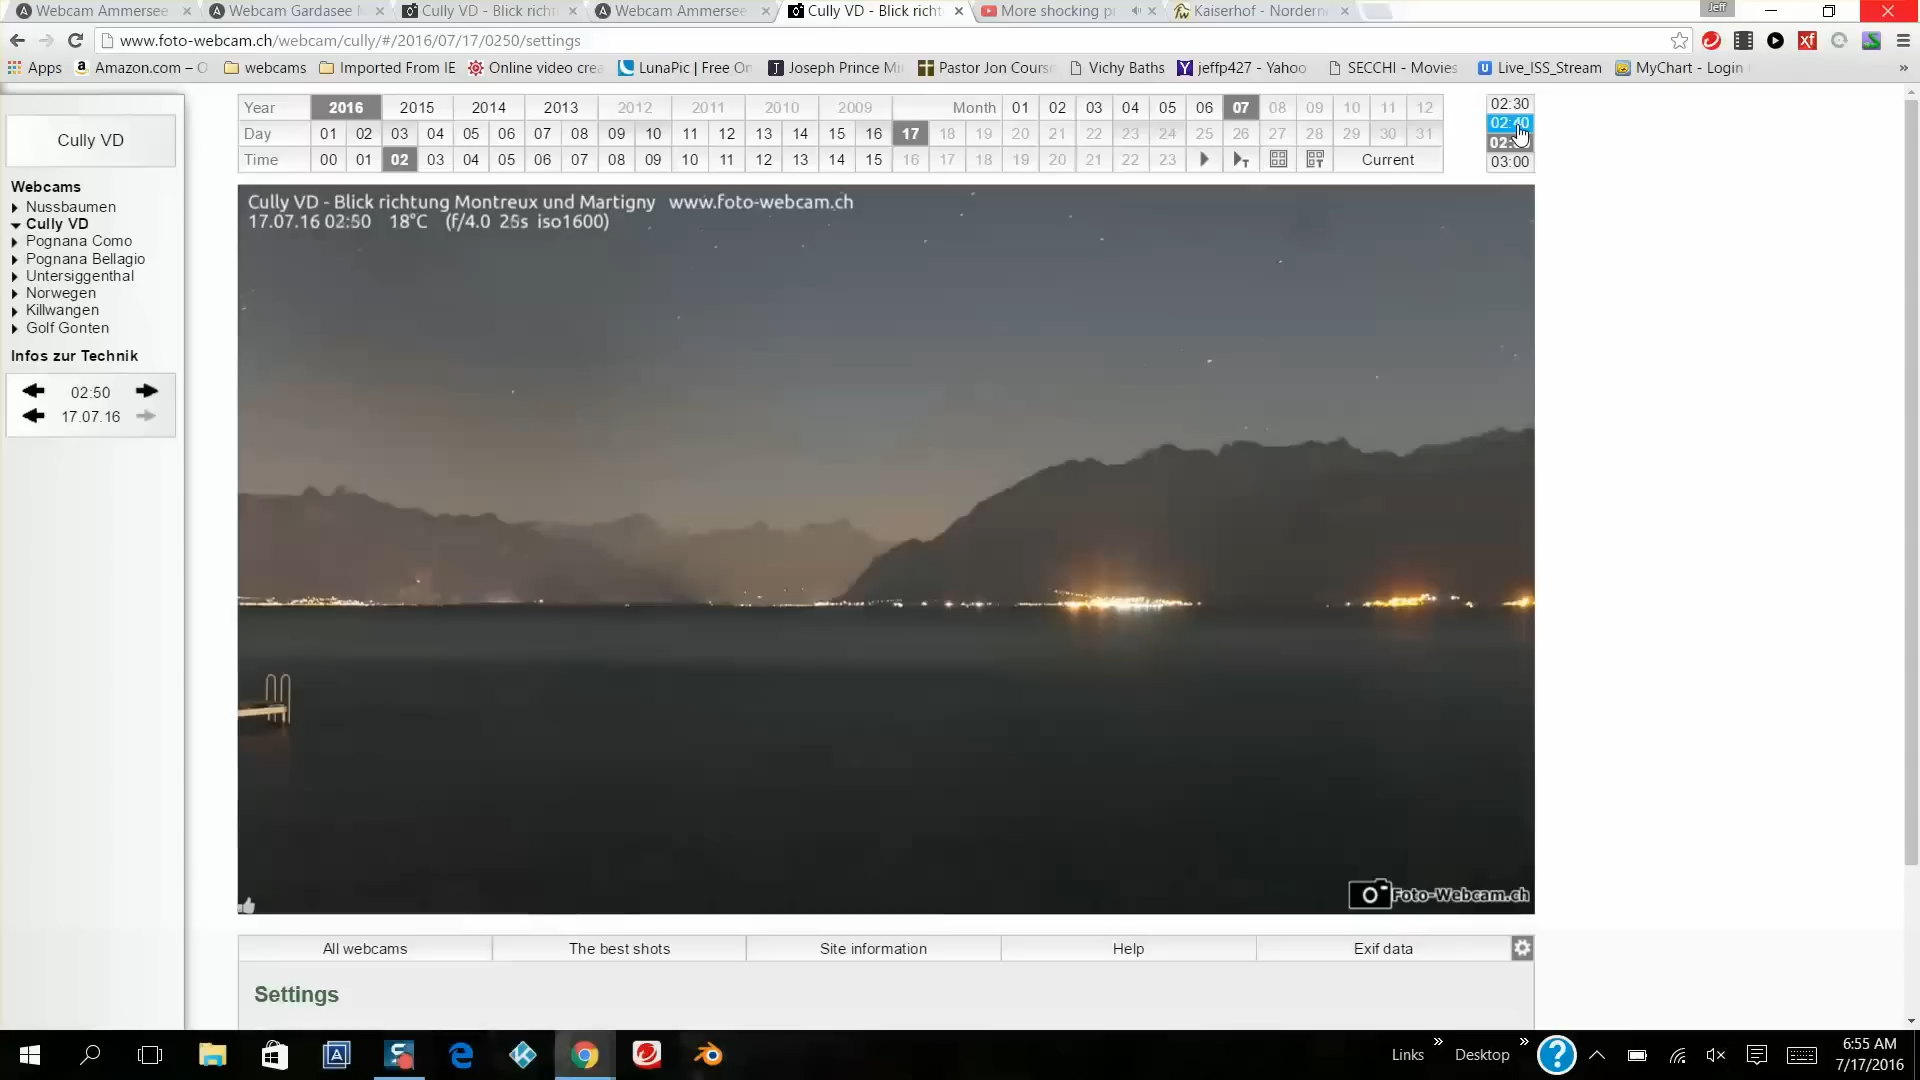 Webcam Ammersee
Webcam Gardasee
Cully VD - Blick richt
Webcam Ammersee
Cully VD - Blick richt
More shocking p
Kaiserhof - Nordern
Jeff
www.foto-webcam.ch/webcam/cully/#/2016/07/17/0250/settings
Apps Amazon.com – O webcams Imported From IE Online video crea LunaPic | Free On Joseph Prince Mi Pastor Jon Cours Vichy Baths jeffp427 - Yahoo SECCHI - Movies Live_ISS_Stream MyChart - Login »
Cully VD
Webcams
Nussbaumen
Cully VD
Pognana Como
Pognana Bellagio
Untersiggenthal
Norwegen
Killwangen
Golf Gonten
Infos zur Technik
02:50
17.07.16
Year 2016 2015 2014 2013 2012 2011 2010 2009 Month 01 02 03 04 05 06 07 08 09 10 11 12
Day 01 02 03 04 05 06 07 08 09 10 11 12 13 14 15 16 17 18 19 20 21 22 23 24 25 26 27 28 29 30 31
Time 00 01 02 03 04 05 06 07 08 09 10 11 12 13 14 15 16 17 18 19 20 21 22 23 T T Current
02:30
02:40
03:00
Cully VD - Blick richtung Montreux und Martigny www.foto-webcam.ch
17.07.16 02:50 18°C (f/4.0 25s iso1600)
Foto-Webcam.ch
All webcams The best shots Site information Help Exif data
Settings
Links » Desktop »
6:55 AM
7/17/2016